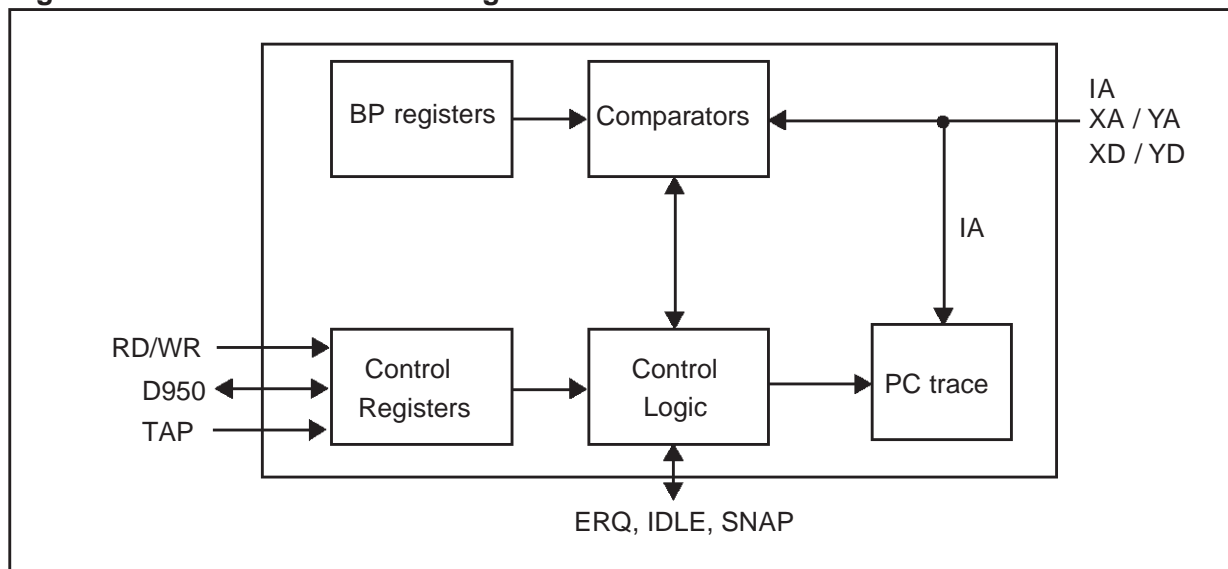 BP registers
Comparators
IA
XA / YA
XD / YD
IA
RD/WR
D950
TAP
Control
Registers
Control
Logic
PC trace
ERQ, IDLE, SNAP